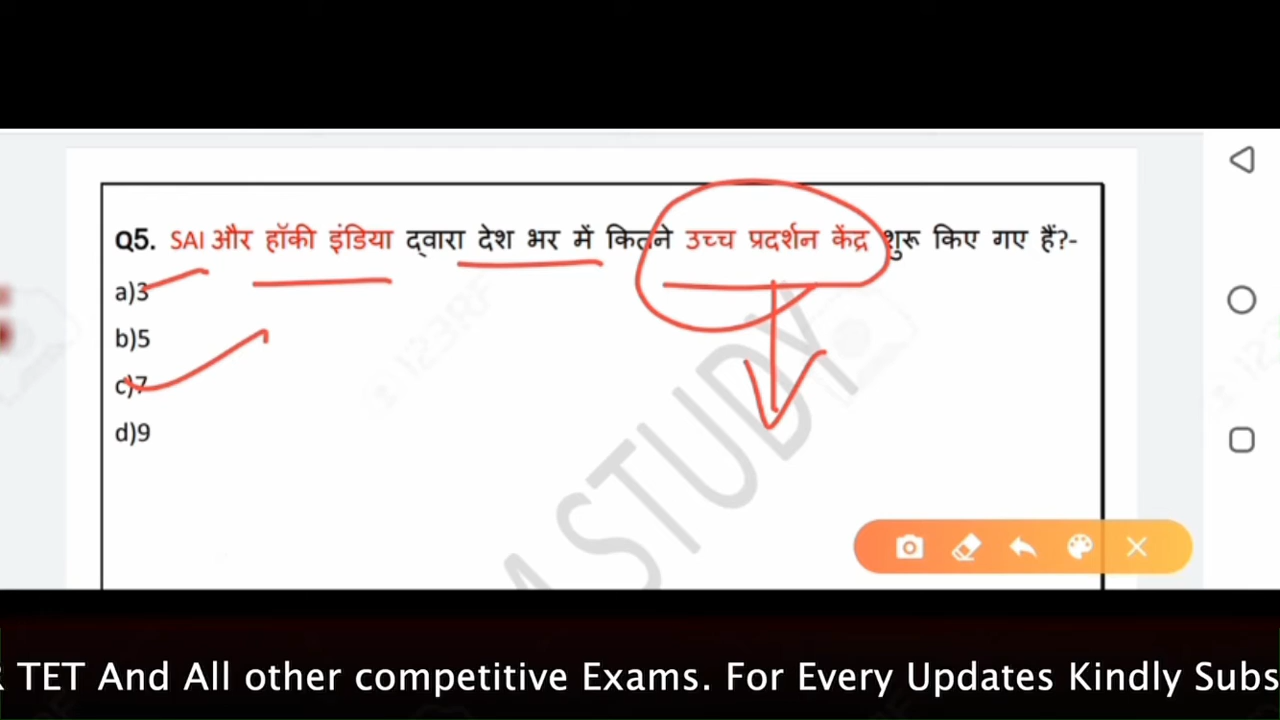 Q5. SAI और हॉकी इंडिया द्वारा देश भर में कितने उच्च प्रदर्शन केंद्र शुरू किए गए हैं?-
a)3
b)5
c)7
d)9
STUDY
TET And All other competitive Exams. For Every Updates Kindly Subs